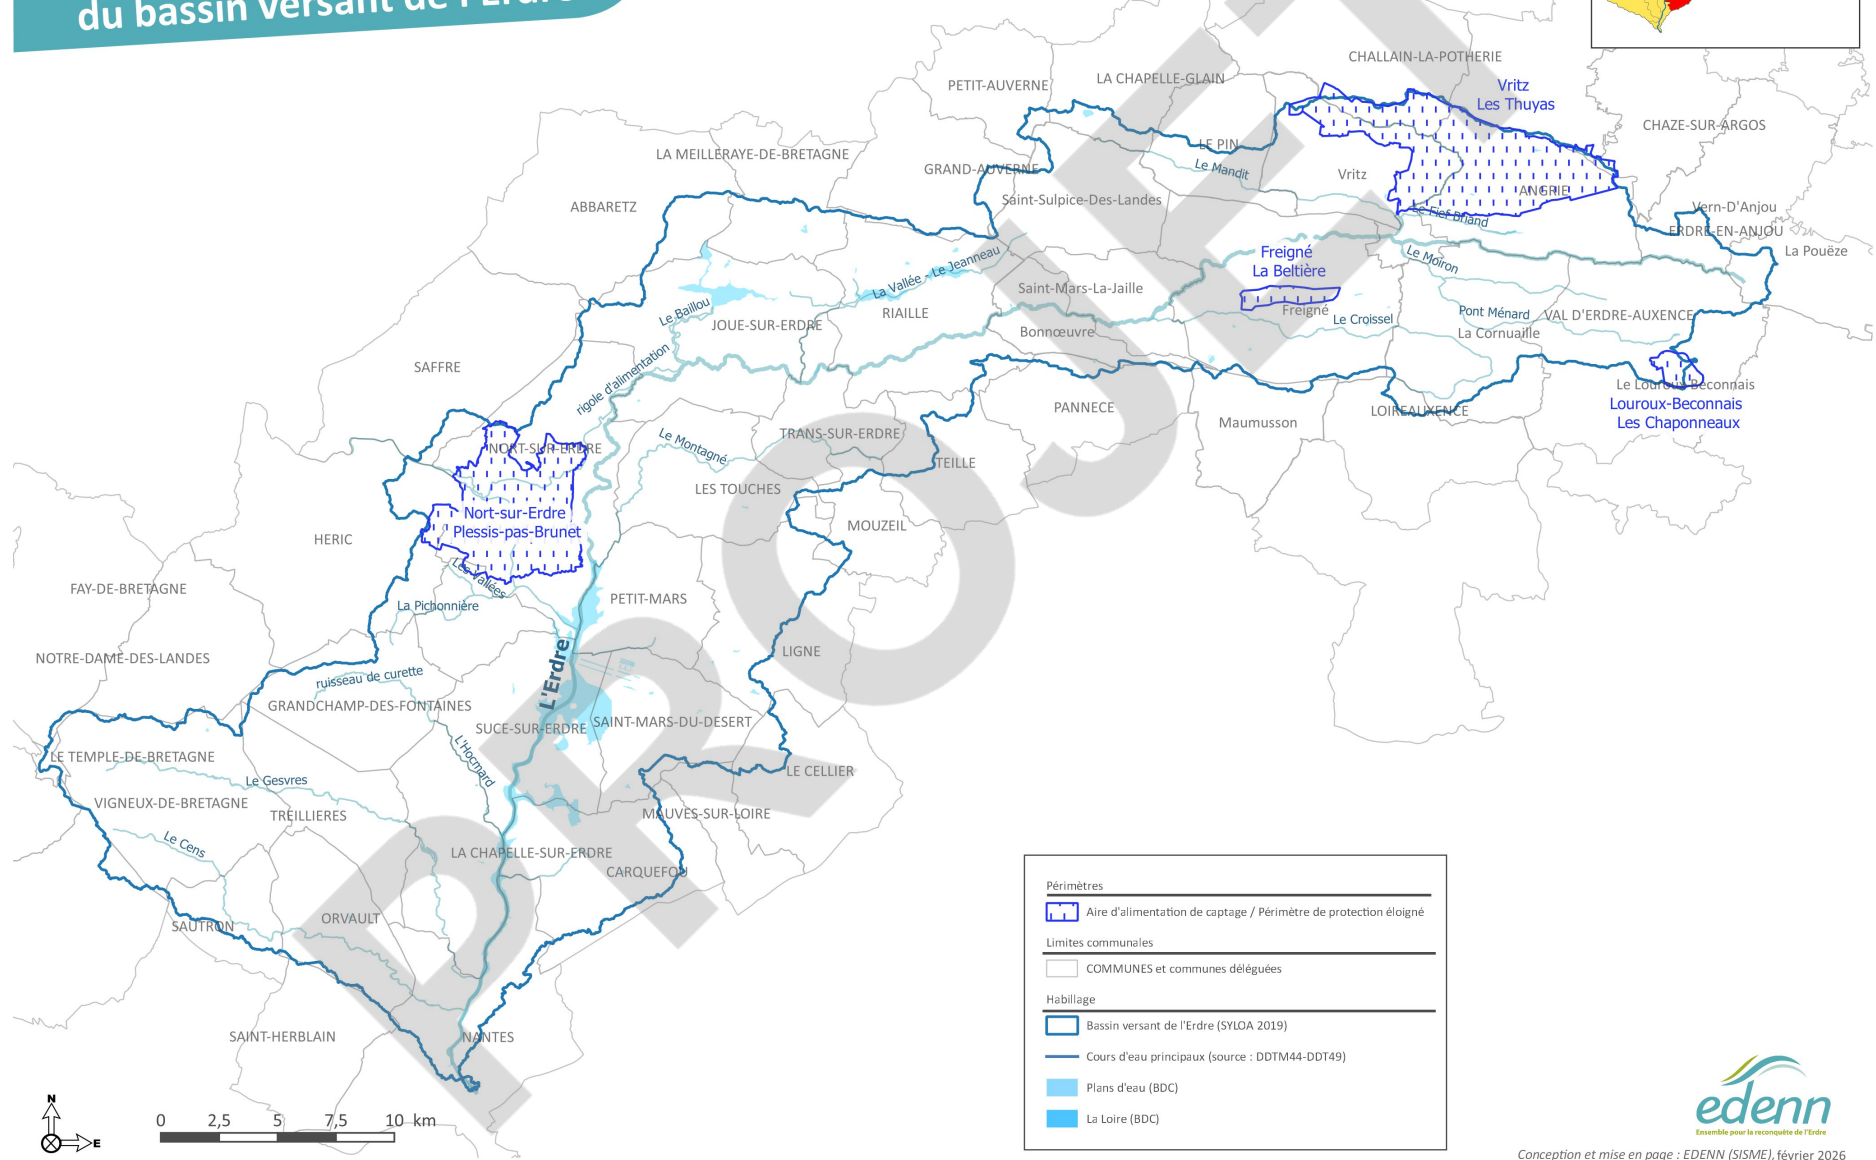 du bassin versant de l'Erdre
CHALLAIN-LA-POTHERIE
PETIT-AUVERNE
LA CHAPELLE-GLAIN
Vritz
Les Thuyas
CHAZE-SUR-ARGOS
LA MEILLERAYE-DE-BRETAGNE
LE PIN
GRAND-AUVERNE
Le Mandit
Vritz
ANGRIE
Saint-Sulpice-Des-Landes
ABBARETZ
Le Fief Briand
Vern-D'Anjou
ERDRE-EN-ANJOU
La Pouëze
Freigné
La Beltière
Le Moiron
La Vallée - Le Jeanneau
Saint-Mars-La-Jaille
Le Baillou
JOUE-SUR-ERDRE
RIAILLE
Freigné
Le Croissel
Pont Ménard
VAL D'ERDRE-AUXENCE
Bonnœuvre
La Cornuaille
SAFFRE
rigole d'alimentation
Le Louroux-Béconnais
Louroux-Beconnais
Les Chaponneaux
PANNECE
LOIREAUXENCE
Maumusson
NORT-SUR-ERDRE
Le Montagné
TRANS-SUR-ERDRE
TEILLE
LES TOUCHES
Nort-sur-Erdre
Plessis-pas-Brunet
MOUZEIL
HERIC
Les Vallées
FAY-DE-BRETAGNE
La Pichonnière
PETIT-MARS
NOTRE-DAME-DES-LANDES
L'Erdre
LIGNE
ruisseau de curette
GRANDCHAMP-DES-FONTAINES
SUCE-SUR-ERDRE
SAINT-MARS-DU-DESERT
L'Hocmard
LE TEMPLE-DE-BRETAGNE
LE CELLIER
Le Gesvres
VIGNEUX-DE-BRETAGNE
TREILLIERES
MAUVES-SUR-LOIRE
Le Cens
LA CHAPELLE-SUR-ERDRE
CARQUEFOU
SAUTRON
ORVAULT
SAINT-HERBLAIN
NANTES
PROJET
Périmètres
Aire d'alimentation de captage / Périmètre de protection éloigné
Limites communales
COMMUNES et communes déléguées
Habillage
Bassin versant de l'Erdre (SYLOA 2019)
Cours d'eau principaux (source : DDTM44-DDT49)
Plans d'eau (BDC)
La Loire (BDC)
N
E
0 2,5 5 7,5 10 km
edenn
Ensemble pour la reconquête de l'Erdre
Conception et mise en page : EDENN (SISME), février 2026